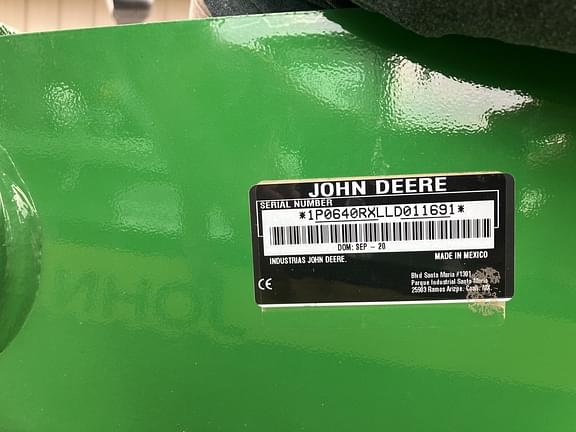 JOHN DEERE
SERIAL NUMBER
*1P0640RXLLD011691*
DOM: SEP - 20
INDUSTRIAS JOHN DEERE.
MADE IN MEXICO
CE
Blvd Santa Maria #1301
Parque Industrial Santa Maria
25903 Ramos Arizpe. Coah. MX.